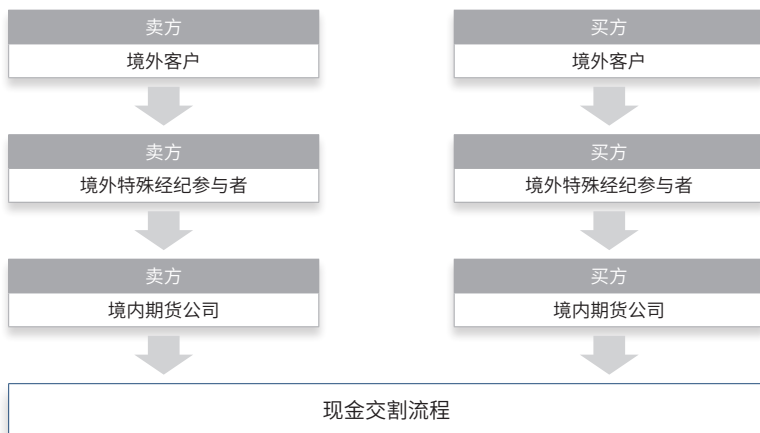 卖方
境外客户
买方
境外客户
卖方
境外特殊经纪参与者
买方
境外特殊经纪参与者
卖方
境内期货公司
买方
境内期货公司
现金交割流程